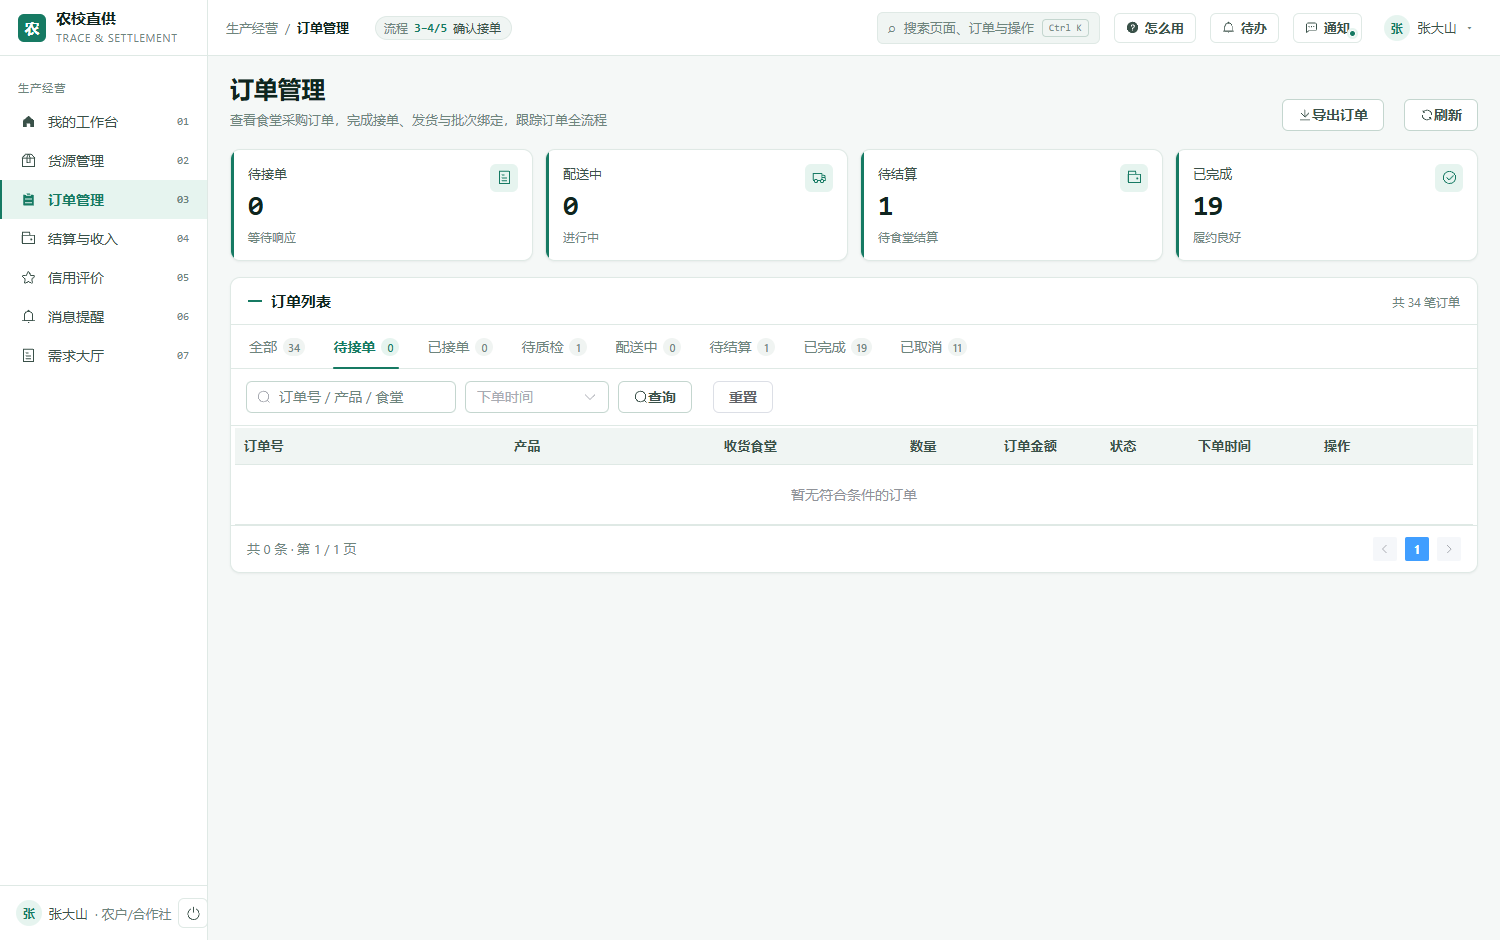 农
农校直供
TRACE & SETTLEMENT
生产经营 / 订单管理
流程 3-4/5 确认接单
搜索页面、订单与操作 Ctrl K
怎么用
待办
通知
张 张大山
生产经营
我的工作台 01
货源管理 02
订单管理 03
结算与收入 04
信用评价 05
消息提醒 06
需求大厅 07
张 张大山 · 农户/合作社
订单管理
查看食堂采购订单，完成接单、发货与批次绑定，跟踪订单全流程
导出订单
刷新
待接单
0
等待响应
配送中
0
进行中
待结算
1
待食堂结算
已完成
19
履约良好
订单列表
共 34 笔订单
全部 34 待接单 0 已接单 0 待质检 1 配送中 0 待结算 1 已完成 19 已取消 11
订单号 / 产品 / 食堂 下单时间 查询 重置
订单号 产品 收货食堂 数量 订单金额 状态 下单时间 操作
暂无符合条件的订单
共 0 条 · 第 1 / 1 页
1